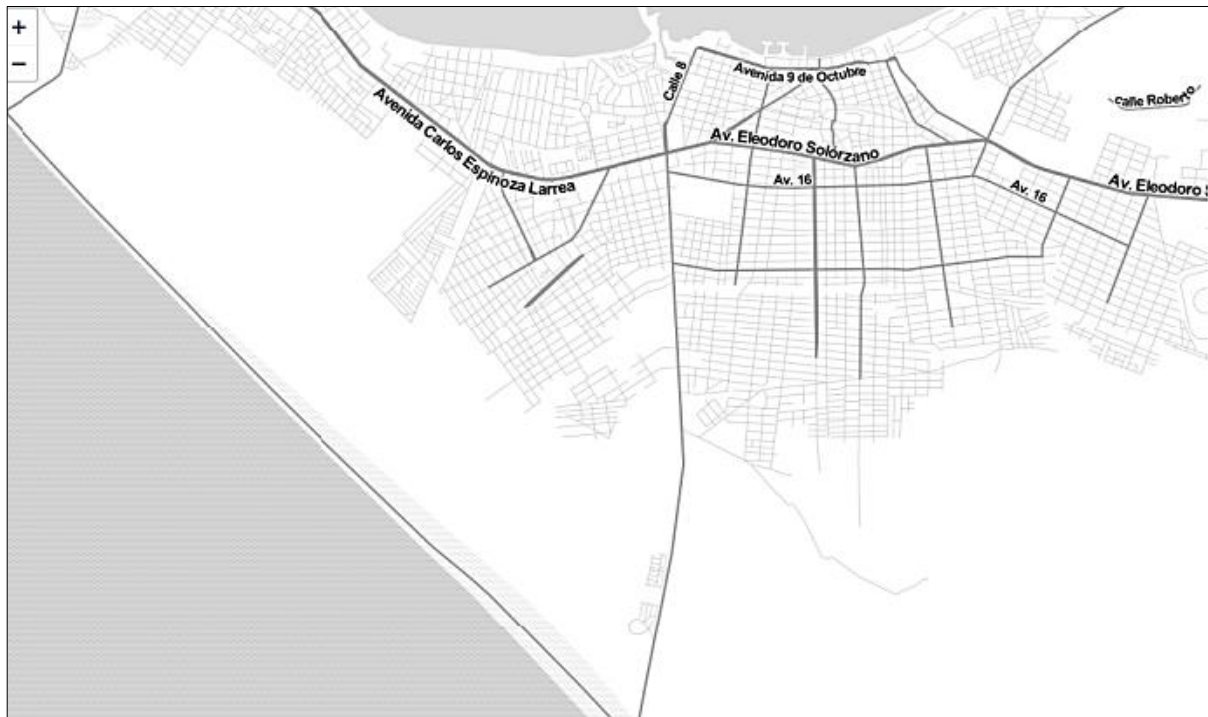 +
−
Calle 8
Avenida 9 de Octubre
Calle Roberto
Avenida Carlos Espinoza Larrea
Av. Eleodoro Solórzano
Av. 16
Av. 16
Av. Eleodoro S